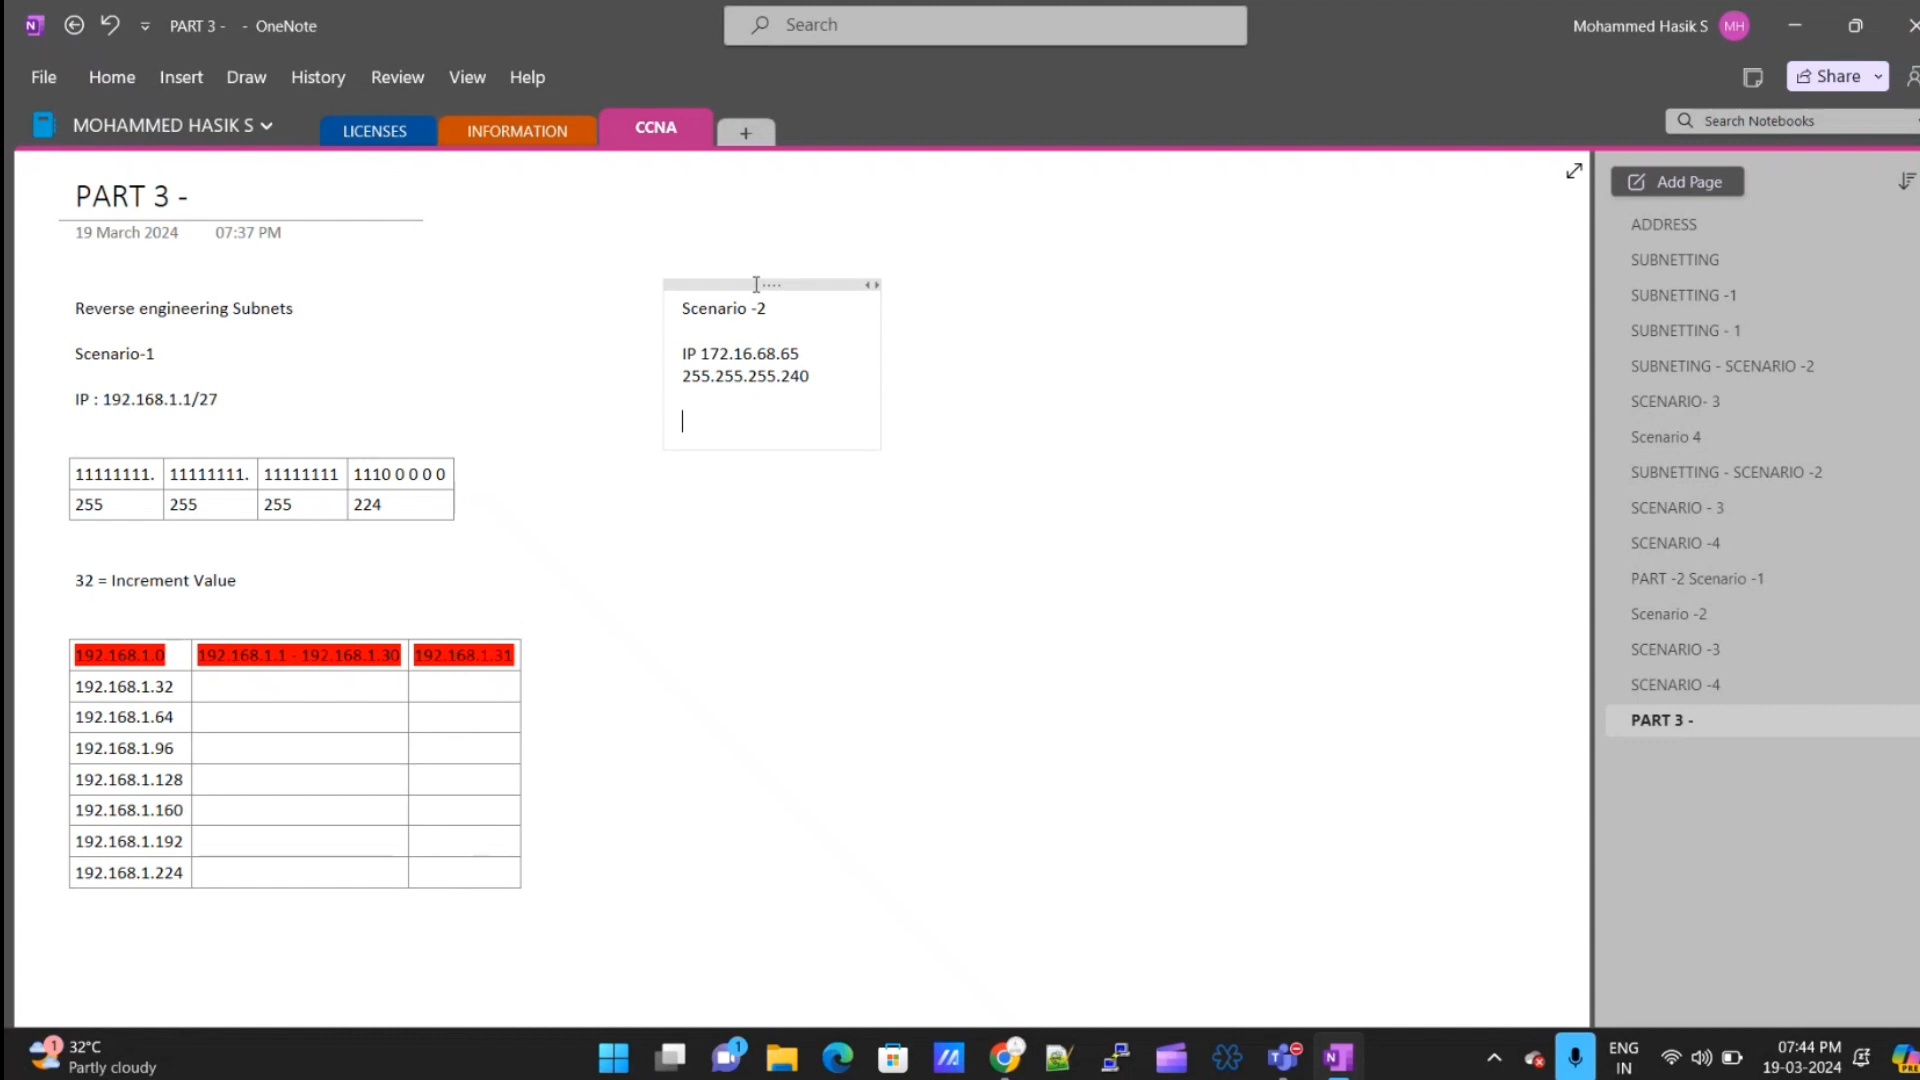 PART 3 -   - OneNote
Search
Mohammed Hasik S
MH
File Home Insert Draw History Review View Help
Share
MOHAMMED HASIK S
LICENSES
INFORMATION
CCNA
+
Search Notebooks
PART 3 -
19 March 2024 07:37 PM
Reverse engineering Subnets
Scenario-1
IP : 192.168.1.1/27
11111111. 11111111. 11111111 1110 0 0 0 0
255 255 255 224
32 = Increment Value
192.168.1.0 192.168.1.1 - 192.168.1.30 192.168.1.31
192.168.1.32
192.168.1.64
192.168.1.96
192.168.1.128
192.168.1.160
192.168.1.192
192.168.1.224
Scenario -2
IP 172.16.68.65
255.255.255.240
Add Page
ADDRESS
SUBNETTING
SUBNETTING -1
SUBNETTING - 1
SUBNETING - SCENARIO -2
SCENARIO- 3
Scenario 4
SUBNETTING - SCENARIO -2
SCENARIO - 3
SCENARIO -4
PART -2 Scenario -1
Scenario -2
SCENARIO -3
SCENARIO -4
PART 3 -
1
32°C
Partly cloudy
1
ENG
IN
07:44 PM
19-03-2024
PRE